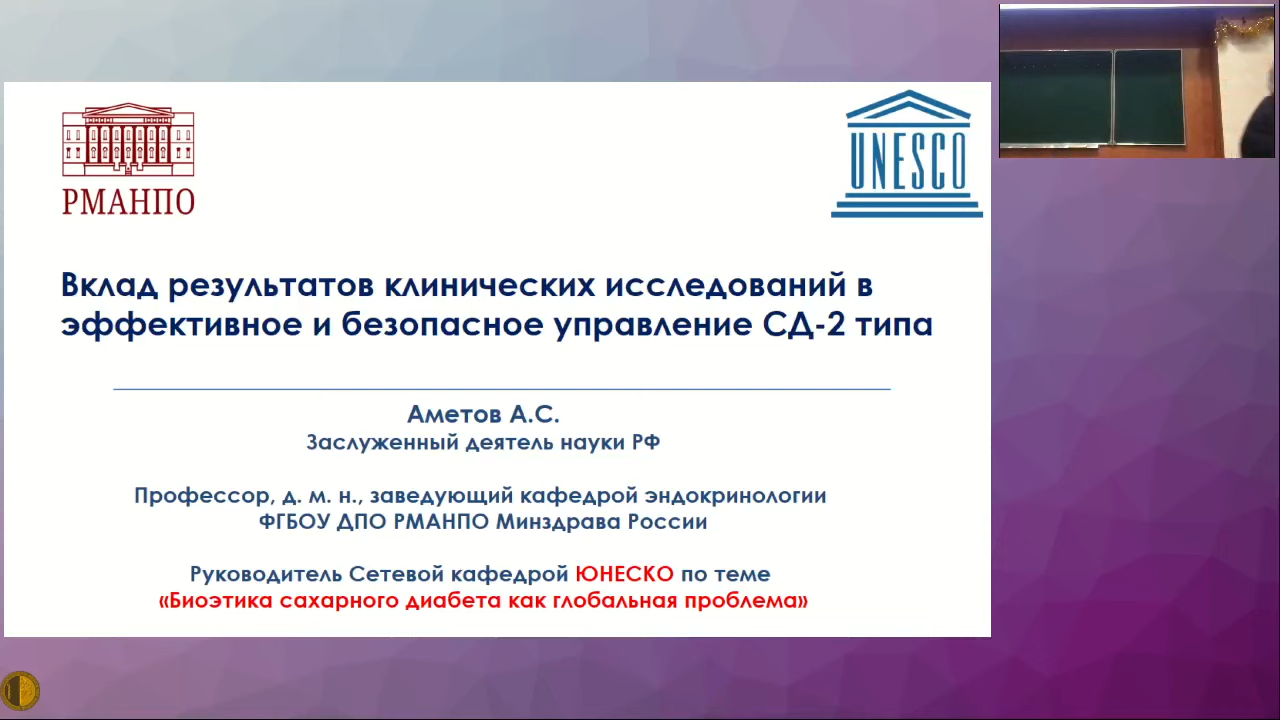 РМАНПО
UNESCO
Вклад результатов клинических исследований в
эффективное и безопасное управление СД-2 типа
Аметов А.С.
Заслуженный деятель науки РФ
Профессор, д. м. н., заведующий кафедрой эндокринологии
ФГБОУ ДПО РМАНПО Минздрава России
Руководитель Сетевой кафедрой ЮНЕСКО по теме
«Биоэтика сахарного диабета как глобальная проблема»